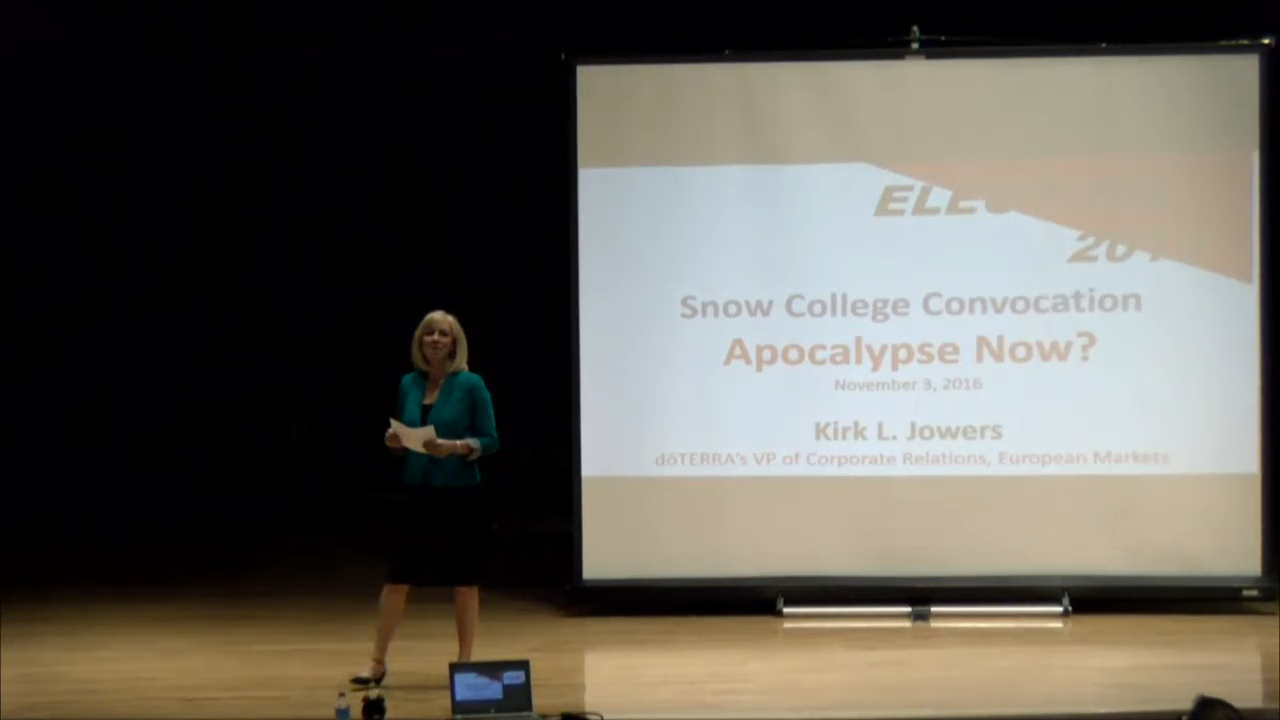 Snow College Convocation
Apocalypse Now?
November 3, 2016
Kirk L. Jowers
dōTERRA's VP of Corporate Relations, European Markets